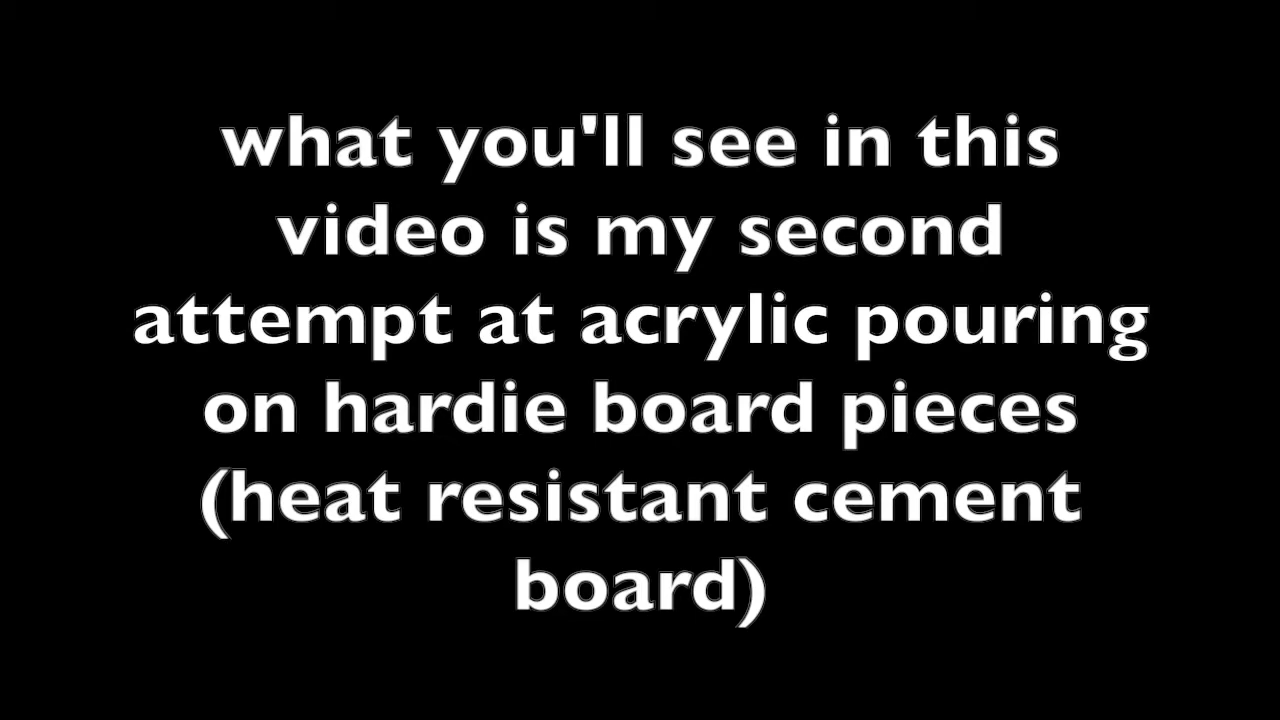 what you'll see in this
video is my second
attempt at acrylic pouring
on hardie board pieces
(heat resistant cement
board)